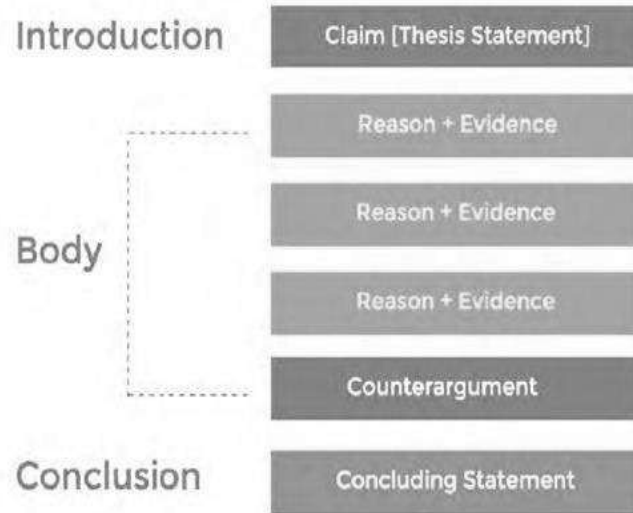 Introduction
Claim [Thesis Statement]
Reason + Evidence
Reason + Evidence
Body
Reason + Evidence
Counterargument
Conclusion
Concluding Statement